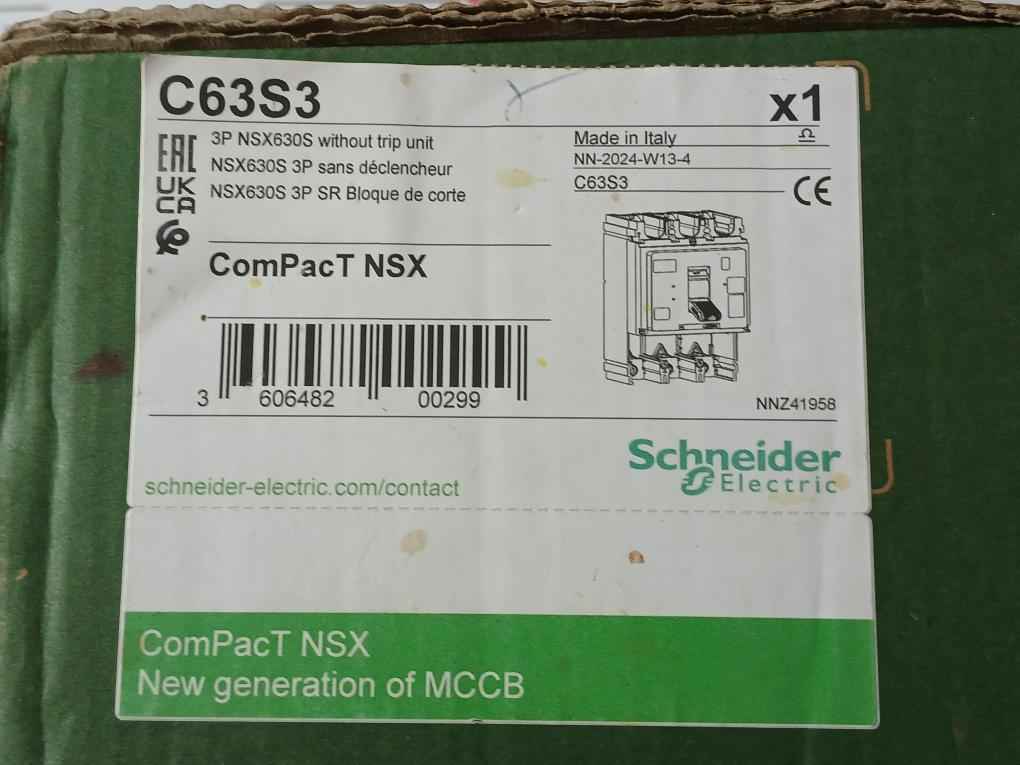 C63S3
x1
EAC
UK
CA
3P NSX630S without trip unit
NSX630S 3P sans déclencheur
NSX630S 3P SR Bloque de corte
Made in Italy
NN-2024-W13-4
C63S3
CE
ComPacT NSX
3 606482 00299
NNZ41958
Schneider
Electric
schneider-electric.com/contact
ComPacT NSX
New generation of MCCB